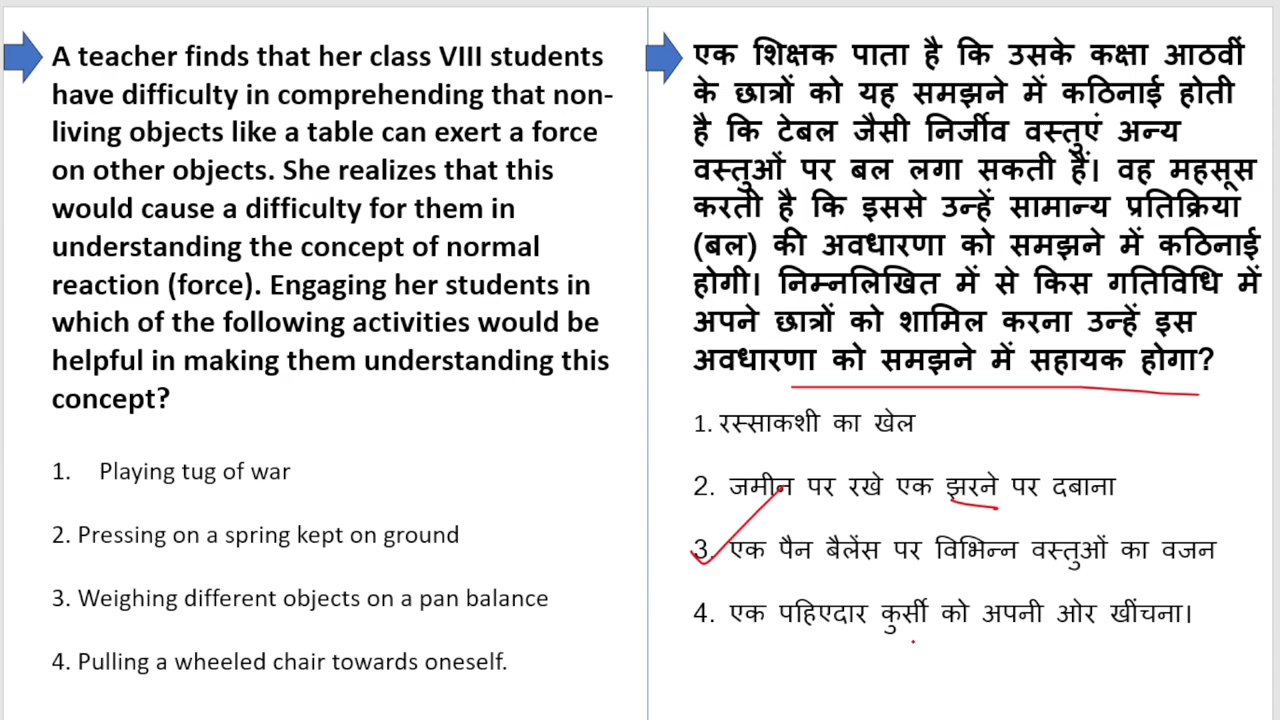 A teacher finds that her class VIII students
have difficulty in comprehending that non-
living objects like a table can exert a force
on other objects. She realizes that this
would cause a difficulty for them in
understanding the concept of normal
reaction (force). Engaging her students in
which of the following activities would be
helpful in making them understanding this
concept?
1. Playing tug of war
2. Pressing on a spring kept on ground
3. Weighing different objects on a pan balance
4. Pulling a wheeled chair towards oneself.
एक शिक्षक पाता है कि उसके कक्षा आठवीं
के छात्रों को यह समझने में कठिनाई होती
है कि टेबल जैसी निर्जीव वस्तुएं अन्य
वस्तुओं पर बल लगा सकती हैं। वह महसूस
करती है कि इससे उन्हें सामान्य प्रतिक्रिया
(बल) की अवधारणा को समझने में कठिनाई
होगी। निम्नलिखित में से किस गतिविधि में
अपने छात्रों को शामिल करना उन्हें इस
अवधारणा को समझने में सहायक होगा?
1. रस्साकशी का खेल
2. जमीन पर रखे एक झरने पर दबाना
3. एक पैन बैलेंस पर विभिन्न वस्तुओं का वजन
4. एक पहिएदार कुर्सी को अपनी ओर खींचना।